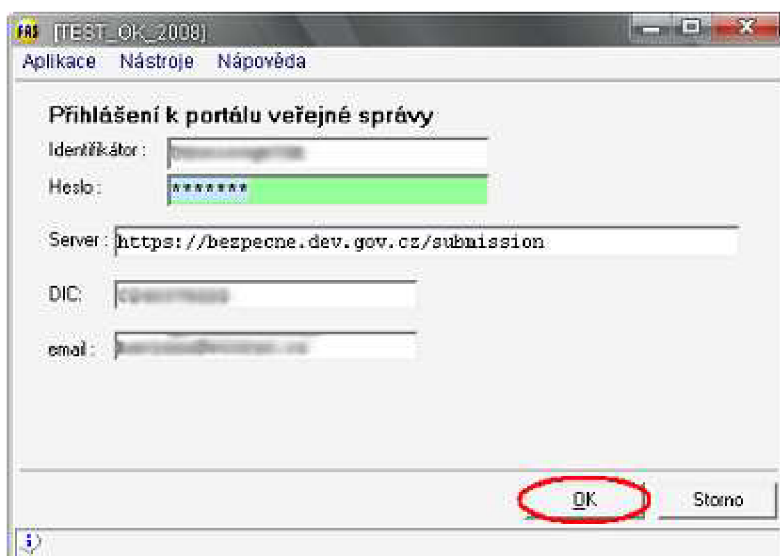 FAS [TEST_OK_2008]
Aplikace Nástroje Nápověda
Přihlášení k portálu veřejné správy
Identifikátor :
Heslo : *******
Server : https://bezpecne.dev.gov.cz/submission
DIC:
email :
OK Storno